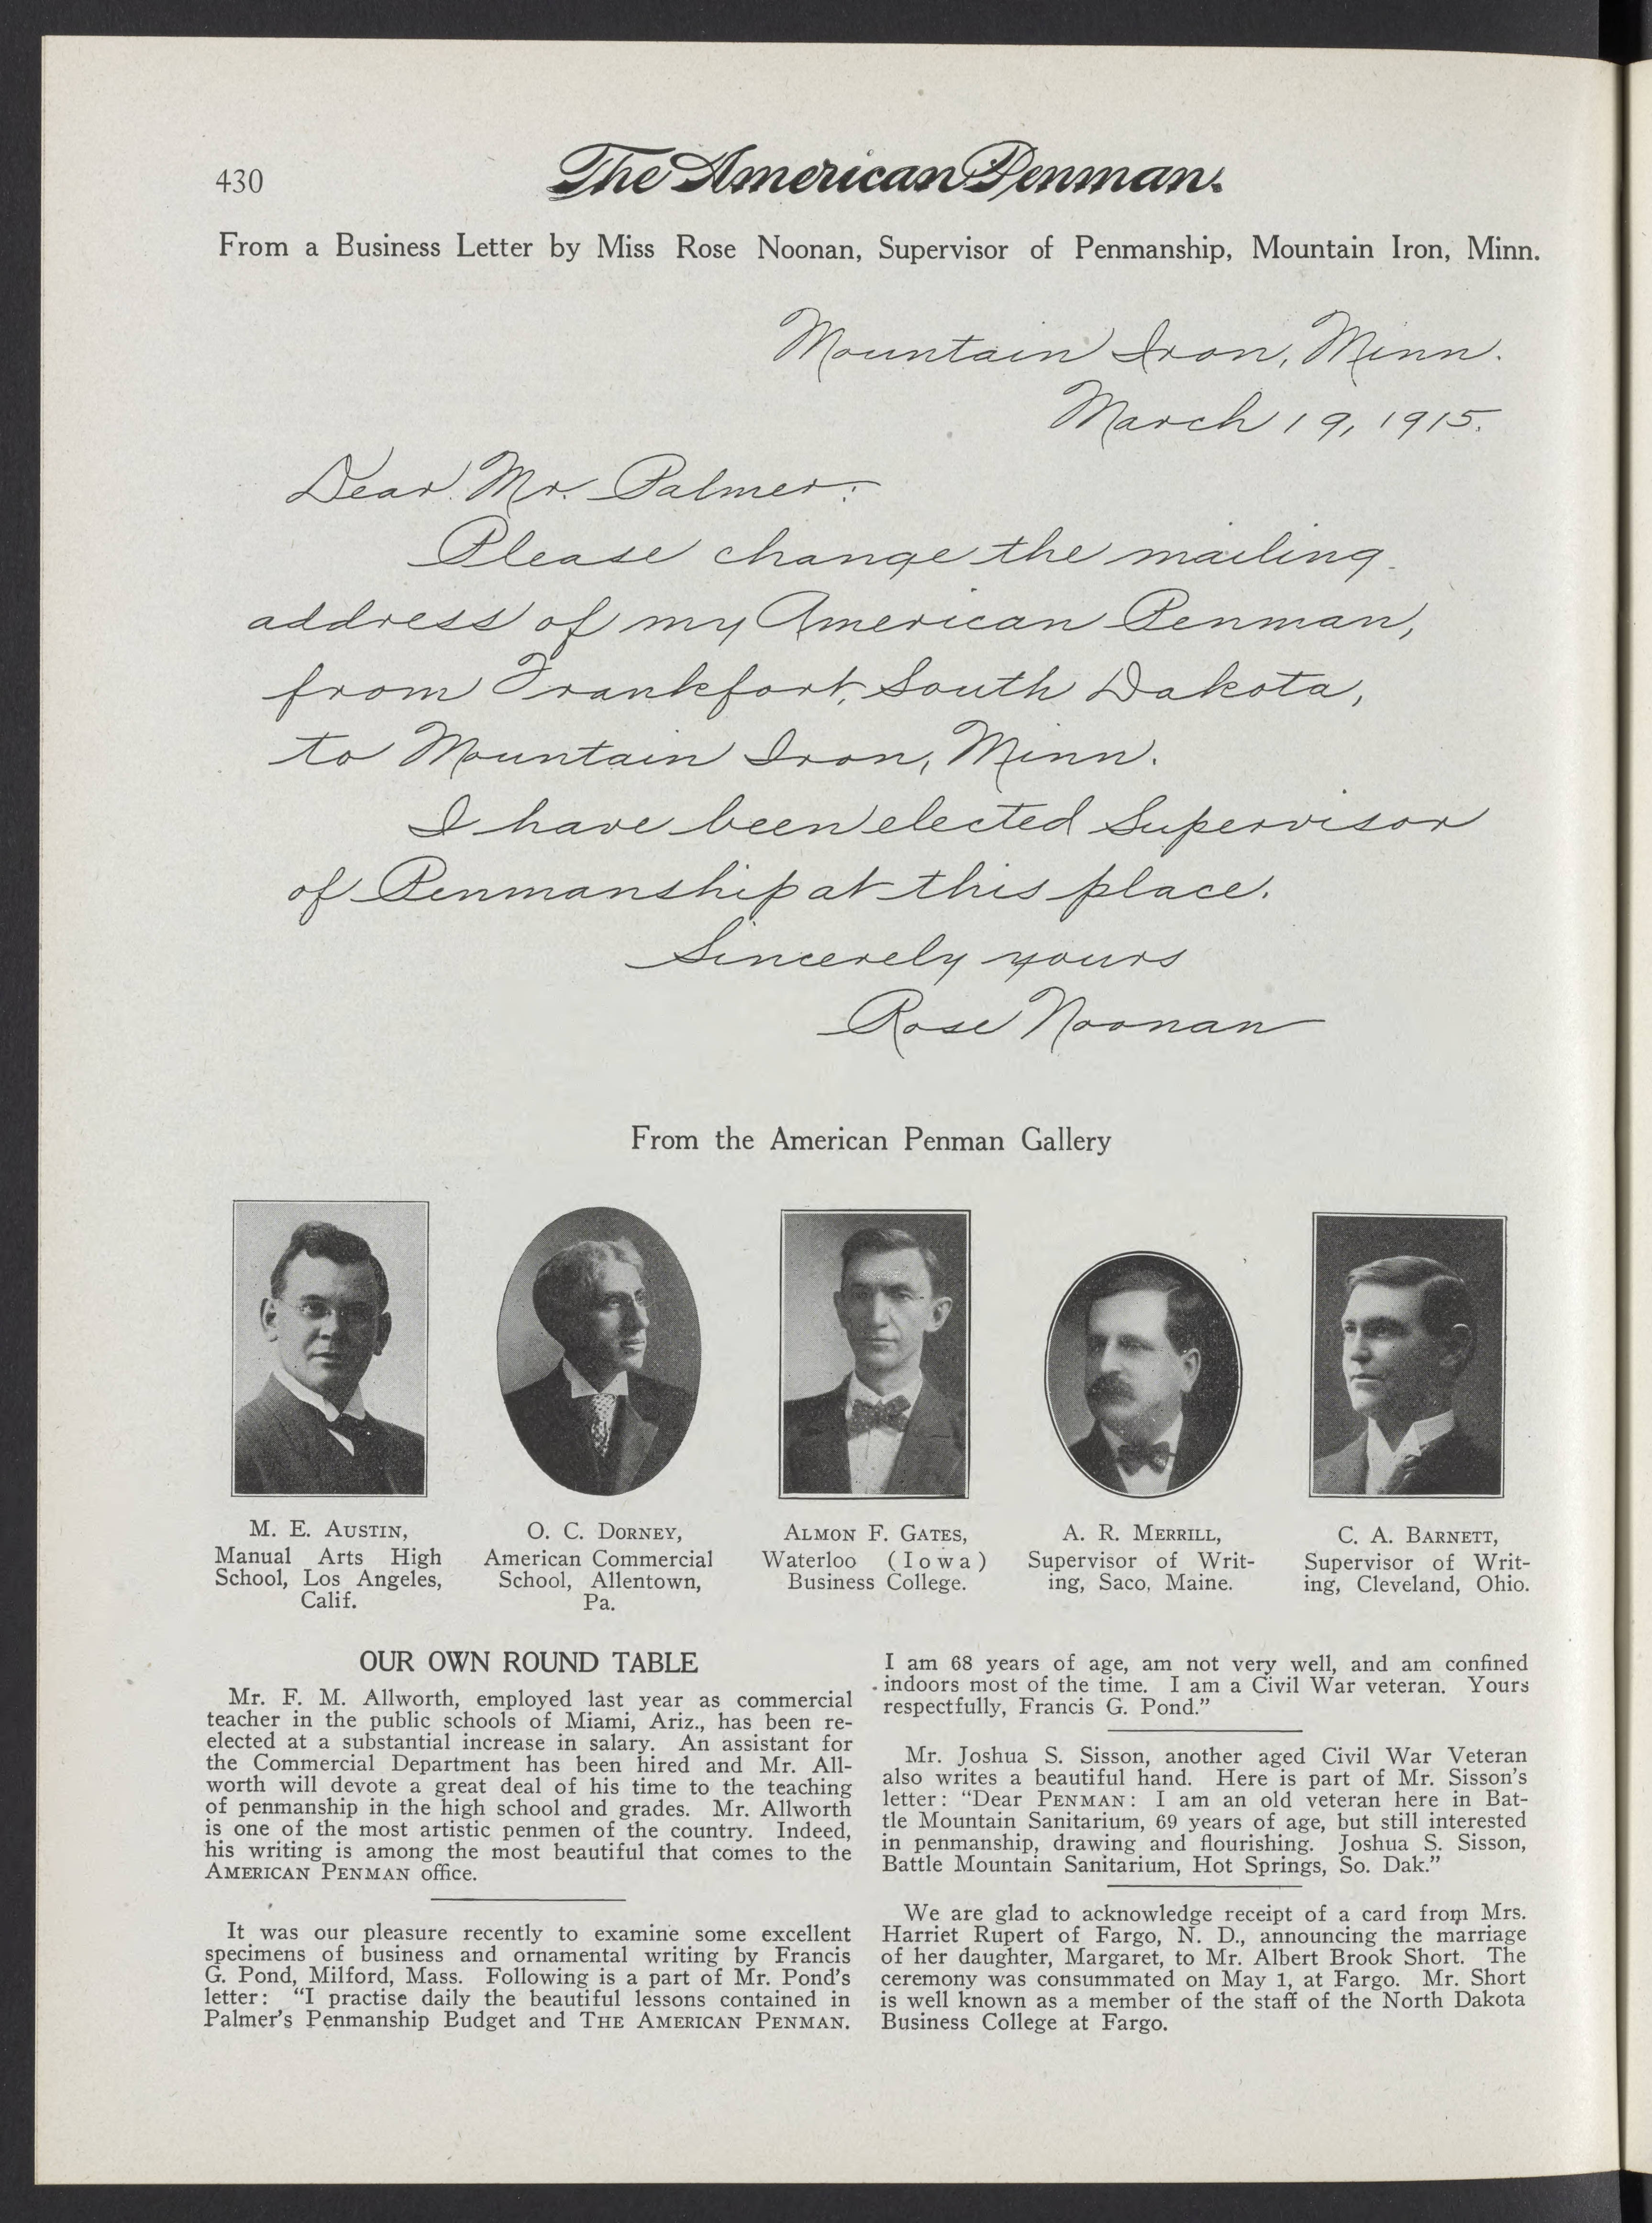 430
The American Penman.
From a Business Letter by Miss Rose Noonan, Supervisor of Penmanship, Mountain Iron, Minn.
Mountain Iron, Minn.
March 19, 1915.
Dear Mr. Palmer:
Please change the mailing
address of my American Penman,
from Frankfort, South Dakota,
to Mountain Iron, Minn.
I have been elected Supervisor
of Penmanship at this place.
Sincerely yours
Rose Noonan
From the American Penman Gallery
M. E. AUSTIN,
Manual Arts High
School, Los Angeles,
Calif.
O. C. DORNEY,
American Commercial
School, Allentown,
Pa.
ALMON F. GATES,
Waterloo (Iowa)
Business College.
A. R. MERRILL,
Supervisor of Writ-
ing, Saco, Maine.
C. A. BARNETT,
Supervisor of Writ-
ing, Cleveland, Ohio.
OUR OWN ROUND TABLE
Mr. F. M. Allworth, employed last year as commercial
teacher in the public schools of Miami, Ariz., has been re-
elected at a substantial increase in salary. An assistant for
the Commercial Department has been hired and Mr. All-
worth will devote a great deal of his time to the teaching
of penmanship in the high school and grades. Mr. Allworth
is one of the most artistic penmen of the country. Indeed,
his writing is among the most beautiful that comes to the
AMERICAN PENMAN office.
It was our pleasure recently to examine some excellent
specimens of business and ornamental writing by Francis
G. Pond, Milford, Mass. Following is a part of Mr. Pond's
letter: "I practise daily the beautiful lessons contained in
Palmer's Penmanship Budget and THE AMERICAN PENMAN.
I am 68 years of age, am not very well, and am confined
indoors most of the time. I am a Civil War veteran. Yours
respectfully, Francis G. Pond."
Mr. Joshua S. Sisson, another aged Civil War Veteran
also writes a beautiful hand. Here is part of Mr. Sisson's
letter: "Dear PENMAN: I am an old veteran here in Bat-
tle Mountain Sanitarium, 69 years of age, but still interested
in penmanship, drawing and flourishing. Joshua S. Sisson,
Battle Mountain Sanitarium, Hot Springs, So. Dak."
We are glad to acknowledge receipt of a card from Mrs.
Harriet Rupert of Fargo, N. D., announcing the marriage
of her daughter, Margaret, to Mr. Albert Brook Short. The
ceremony was consummated on May 1, at Fargo. Mr. Short
is well known as a member of the staff of the North Dakota
Business College at Fargo.